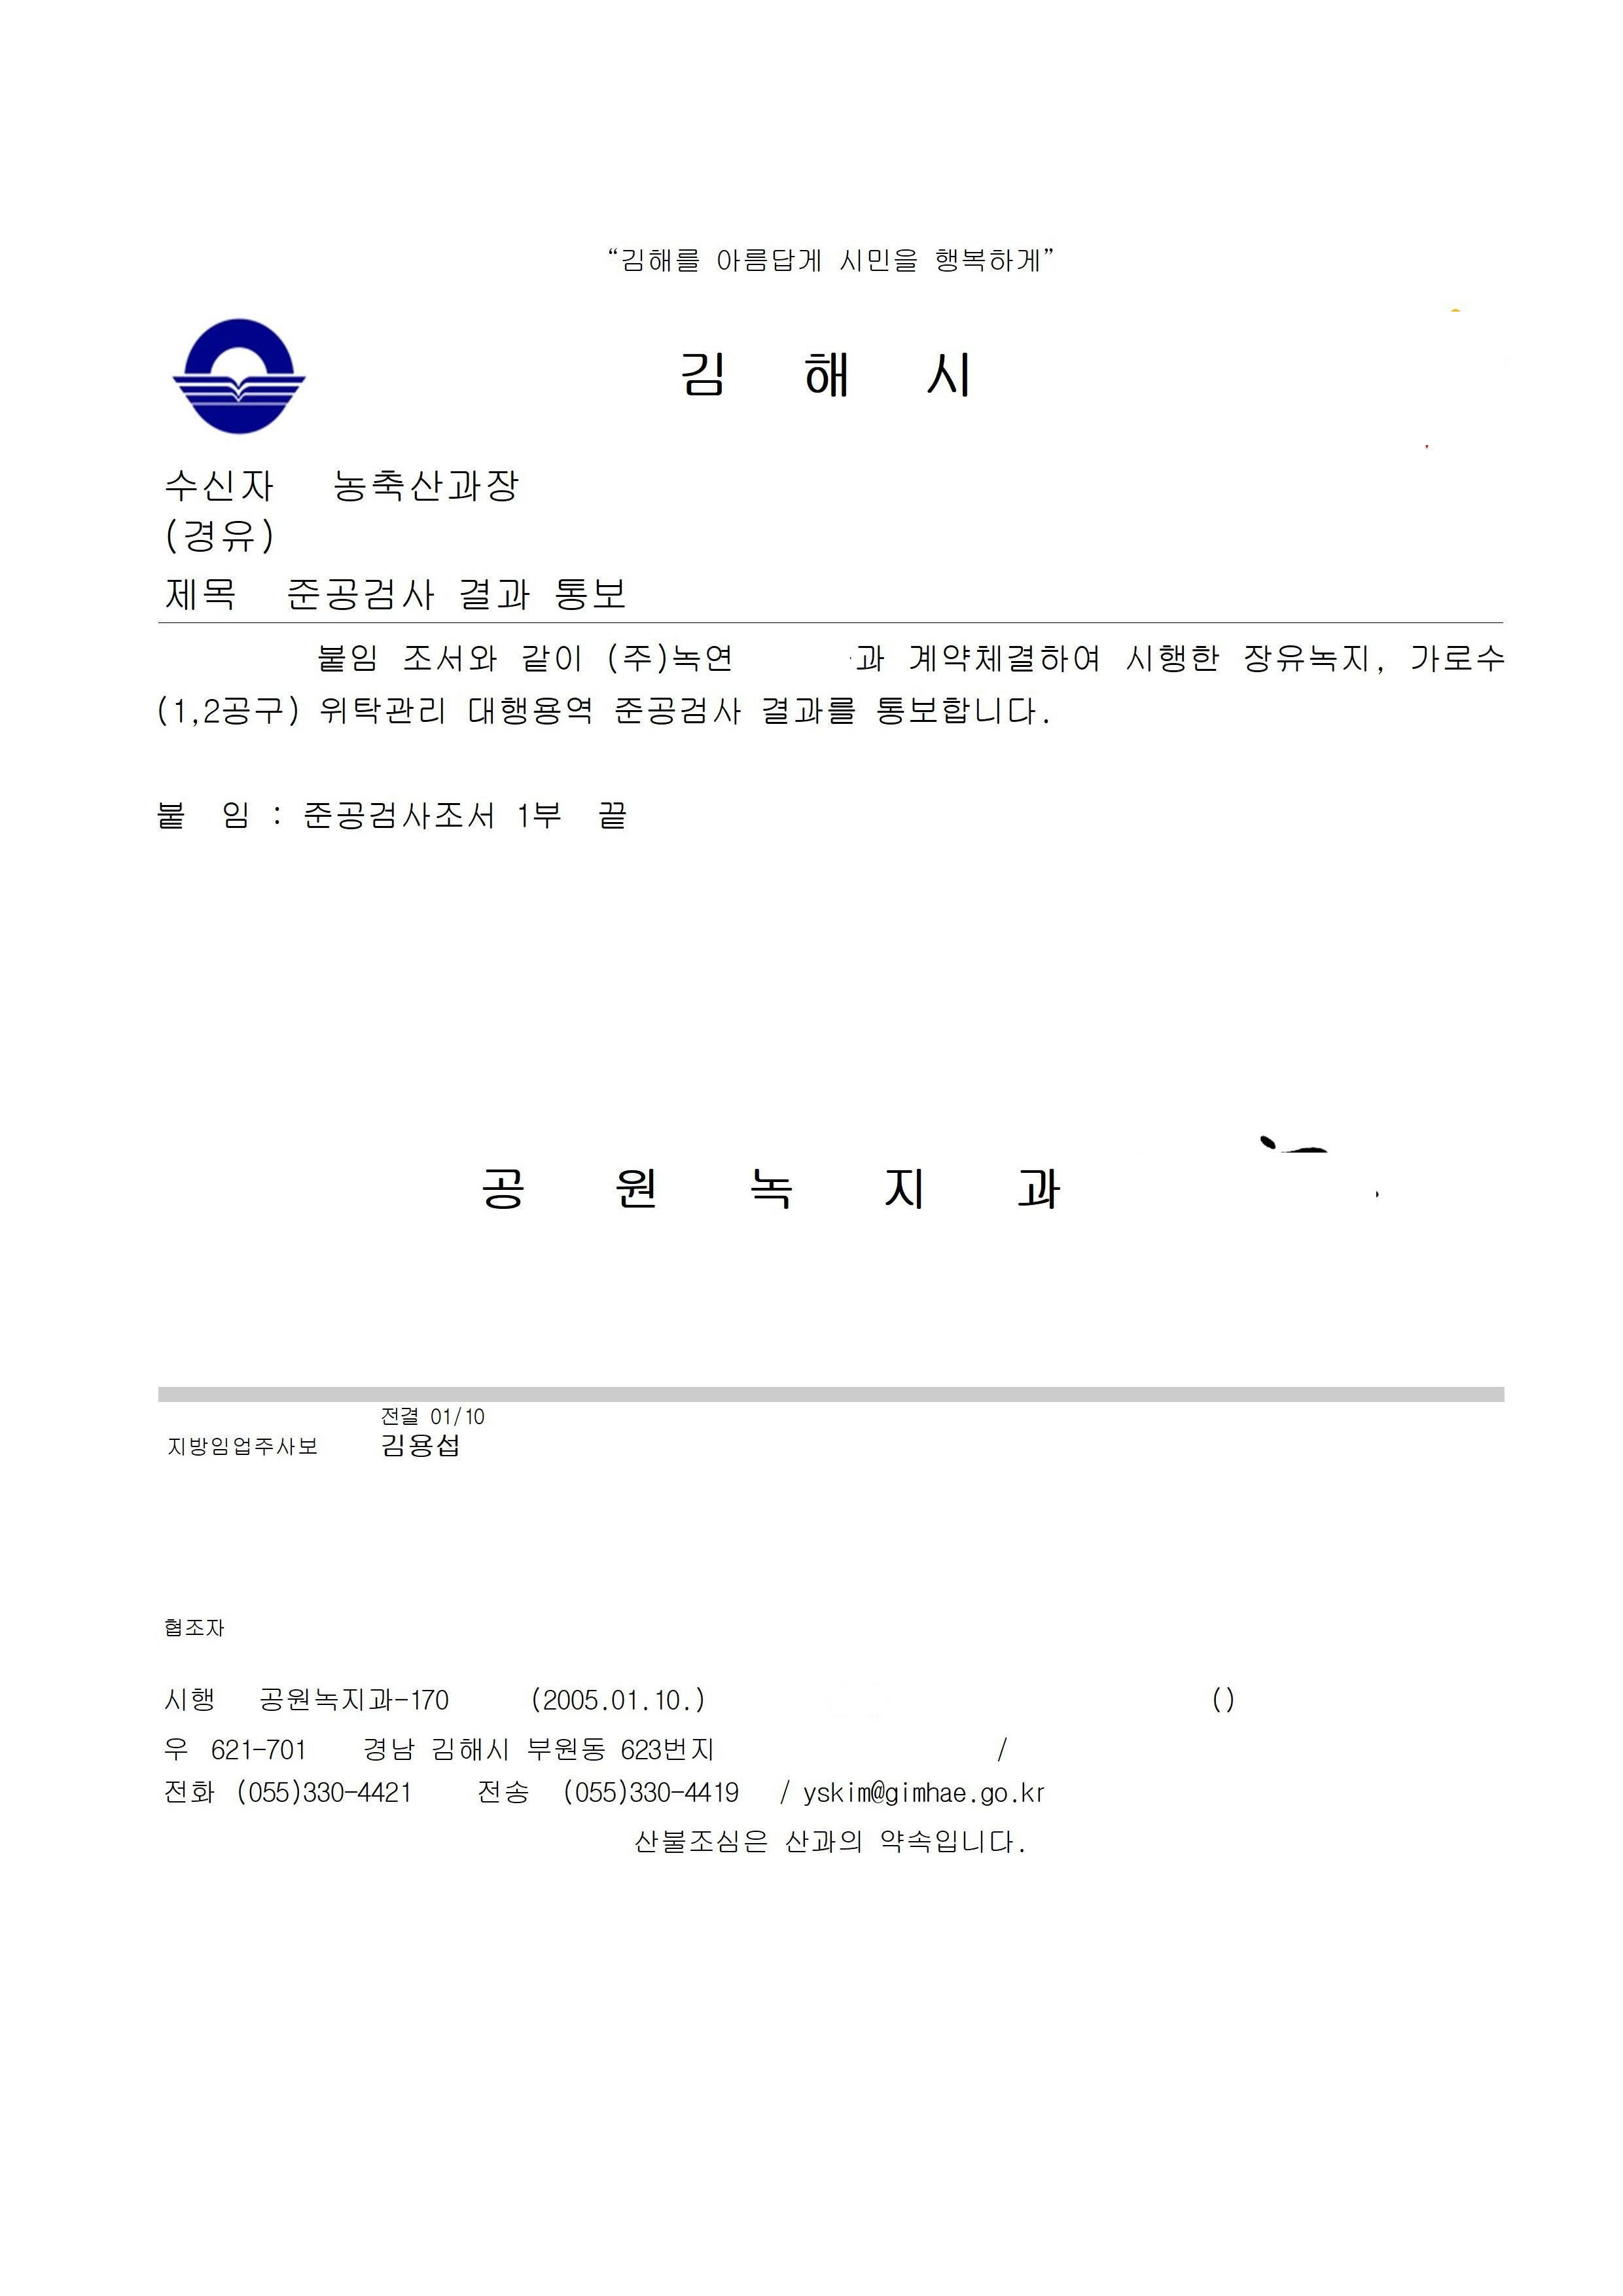 “김해를 아름답게 시민을 행복하게”
김 해 시
수신자 농축산과장
(경유)
제목 준공검사 결과 통보
붙임 조서와 같이 (주)녹연 과 계약체결하여 시행한 장유녹지, 가로수
(1,2공구) 위탁관리 대행용역 준공검사 결과를 통보합니다.
붙 임 : 준공검사조서 1부 끝
공 원 녹 지 과
전결 01/10
지방임업주사보 김용섭
협조자
시행 공원녹지과-170 (2005.01.10.) ()
우 621-701 경남 김해시 부원동 623번지 /
전화 (055)330-4421 전송 (055)330-4419 / yskim@gimhae.go.kr
산불조심은 산과의 약속입니다.